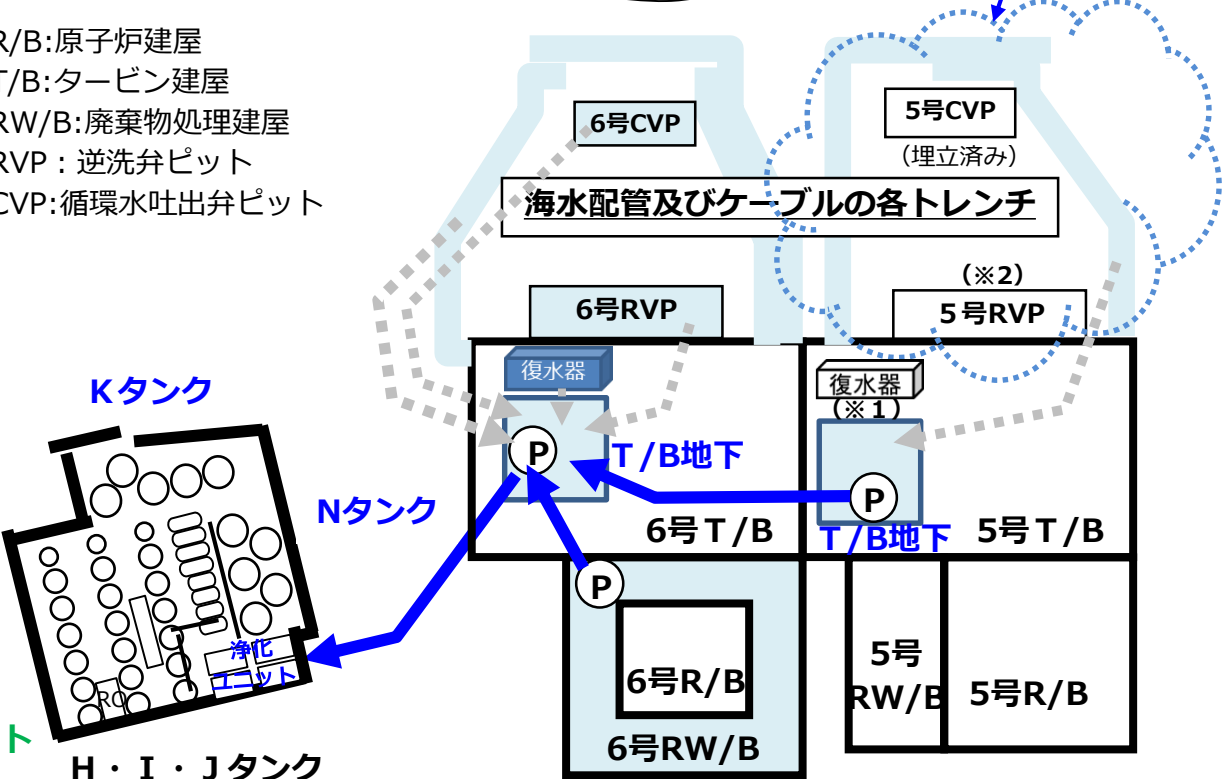 R/B:原子炉建屋
T/B:タービン建屋
RW/B:廃棄物処理建屋
RVP：逆洗弁ピット
CVP:循環水吐出弁ピット
6号CVP
5号CVP
（埋立済み）
海水配管及びケーブルの各トレンチ
（※2）
6号RVP
５号RVP
復水器
復水器
（※１）
Kタンク
Nタンク
P
T/B地下
P
6号T/B
T/B地下
5号T/B
P
浄化
ユニット
RO
6号R/B
5号
RW/B
5号R/B
6号RW/B
ト
H・I・Jタンク